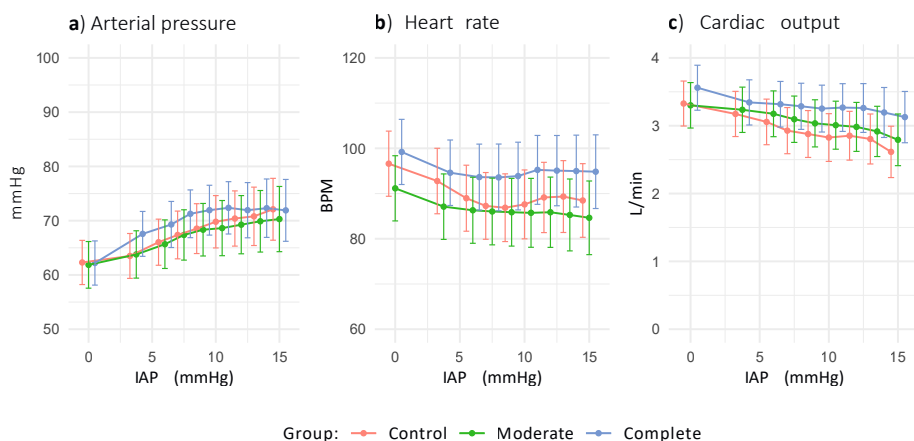 a) Arterial pressure
b) Heart rate
c) Cardiac output
100
90
80
70
60
50
mmHg
0 5 10 15
IAP (mmHg)
120
100
80
60
BPM
0 5 10 15
IAP (mmHg)
4
3
2
1
0
L/min
0 5 10 15
IAP (mmHg)
Group: Control Moderate Complete